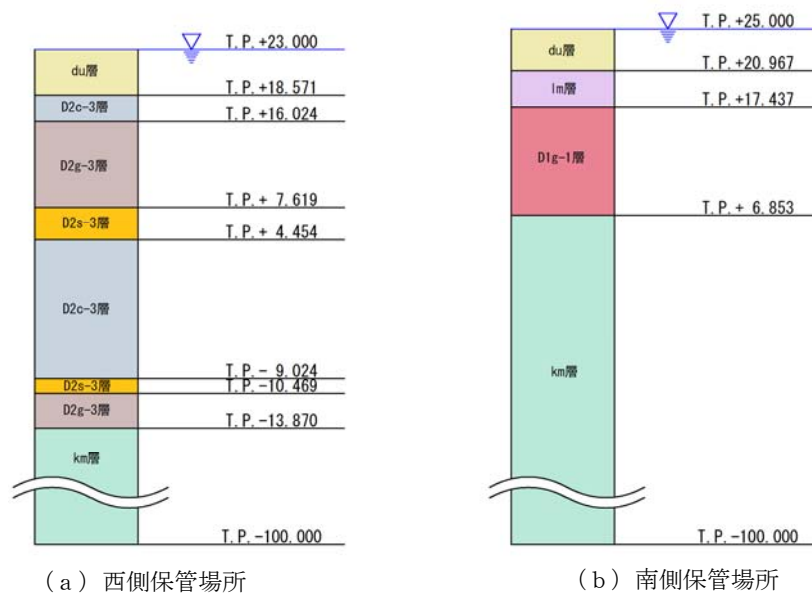 T.P.+23.000
du層
T.P.+18.571
D2c-3層
T.P.+16.024
D2g-3層
T.P.+ 7.619
D2s-3層
T.P.+ 4.454
D2c-3層
T.P.- 9.024
D2s-3層
T.P.-10.469
D2g-3層
T.P.-13.870
km層
T.P.-100.000
(a) 西側保管場所
T.P.+25.000
du層
T.P.+20.967
lm層
T.P.+17.437
D1g-1層
T.P.+ 6.853
km層
T.P.-100.000
(b) 南側保管場所